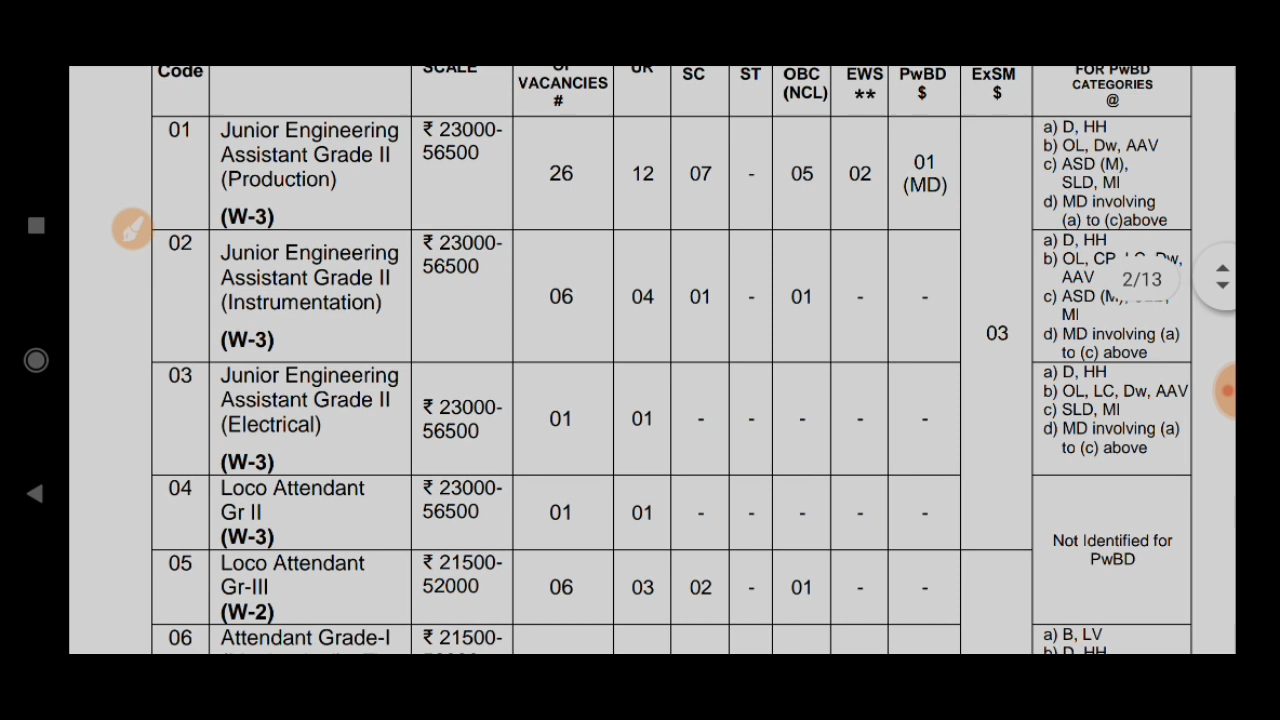 Code
SCALE
OF
VACANCIES
#
UR
SC
ST
OBC
(NCL)
EWS
**
PwBD
$
ExSM
$
FOR PwBD
CATEGORIES
@
01
Junior Engineering
Assistant Grade II
(Production)
(W-3)
₹ 23000-
56500
26
12
07
-
05
02
01
(MD)
a) D, HH
b) OL, Dw, AAV
c) ASD (M),
SLD, MI
d) MD involving
(a) to (c)above
02
Junior Engineering
Assistant Grade II
(Instrumentation)
(W-3)
₹ 23000-
56500
06
04
01
-
01
-
-
03
a) D, HH
b) OL, CP, LC, Dw,
AAV
2/13
c) ASD (M), SLD,
MI
d) MD involving (a)
to (c) above
03
Junior Engineering
Assistant Grade II
(Electrical)
(W-3)
₹ 23000-
56500
01
01
-
-
-
-
-
a) D, HH
b) OL, LC, Dw, AAV
c) SLD, MI
d) MD involving (a)
to (c) above
04
Loco Attendant
Gr II
(W-3)
₹ 23000-
56500
01
01
-
-
-
-
-
Not Identified for
PwBD
05
Loco Attendant
Gr-III
(W-2)
₹ 21500-
52000
06
03
02
-
01
-
-
06
Attendant Grade-I
₹ 21500-
a) B, LV
b) D, HH